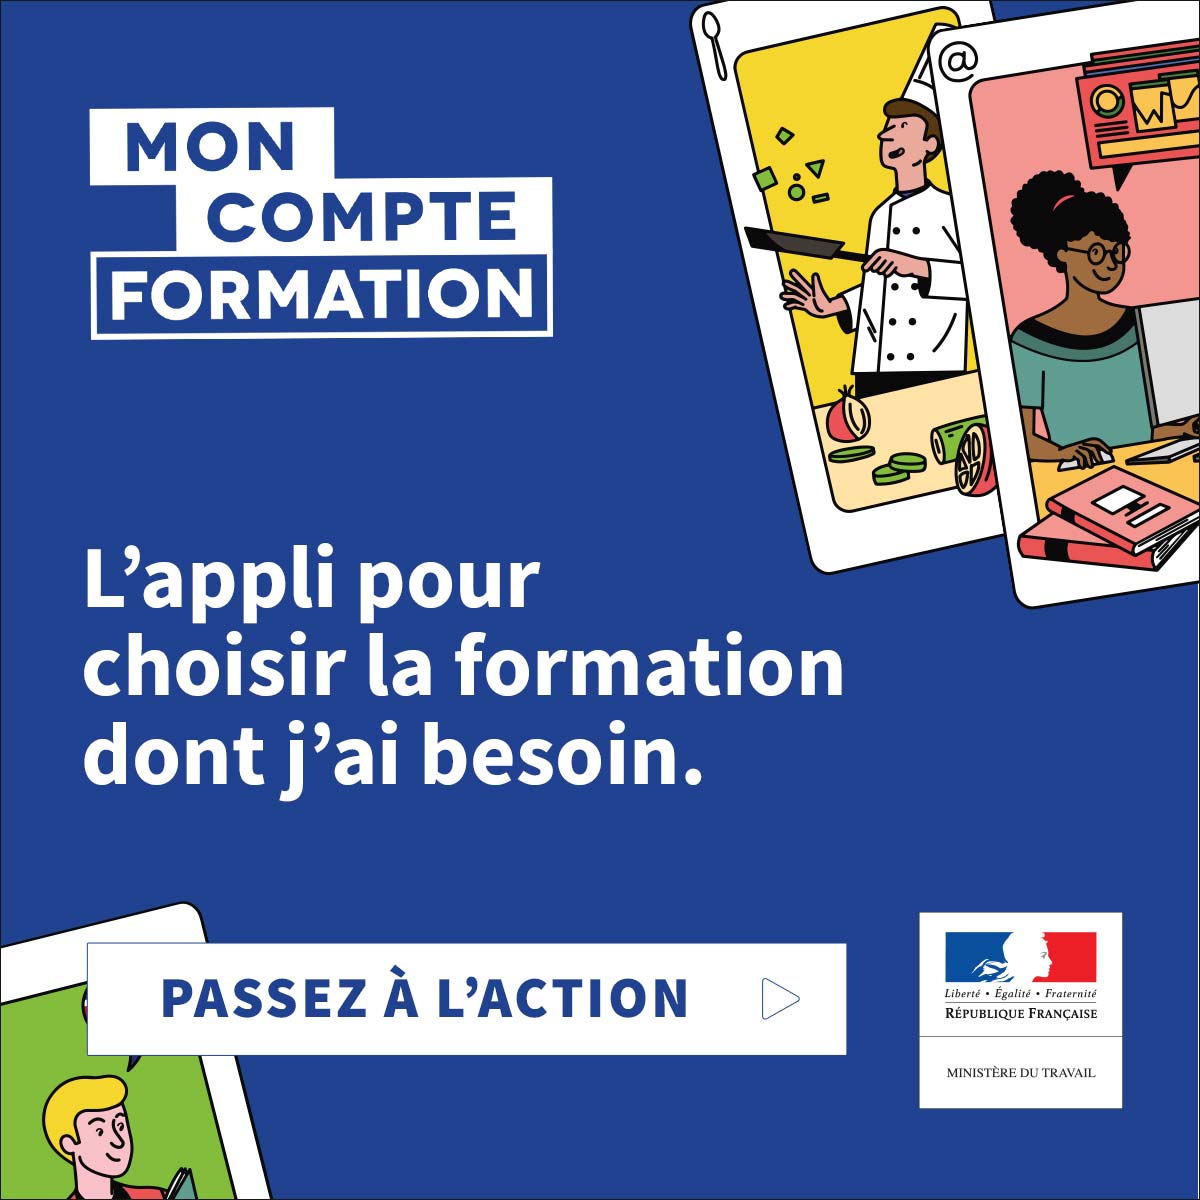 MON
COMPTE
FORMATION
@
L’appli pour
choisir la formation
dont j’ai besoin.
PASSEZ À L’ACTION
Liberté • Égalité • Fraternité
RÉPUBLIQUE FRANÇAISE
MINISTÈRE DU TRAVAIL